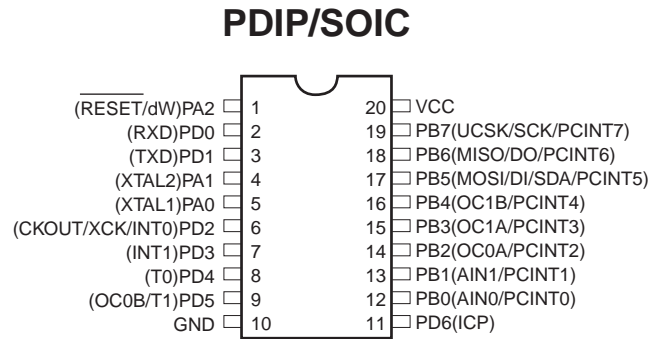 PDIP/SOIC
(RESET/dW)PA2 1 20 VCC
(RXD)PD0 2 19 PB7(UCSK/SCK/PCINT7)
(TXD)PD1 3 18 PB6(MISO/DO/PCINT6)
(XTAL2)PA1 4 17 PB5(MOSI/DI/SDA/PCINT5)
(XTAL1)PA0 5 16 PB4(OC1B/PCINT4)
(CKOUT/XCK/INT0)PD2 6 15 PB3(OC1A/PCINT3)
(INT1)PD3 7 14 PB2(OC0A/PCINT2)
(T0)PD4 8 13 PB1(AIN1/PCINT1)
(OC0B/T1)PD5 9 12 PB0(AIN0/PCINT0)
GND 10 11 PD6(ICP)